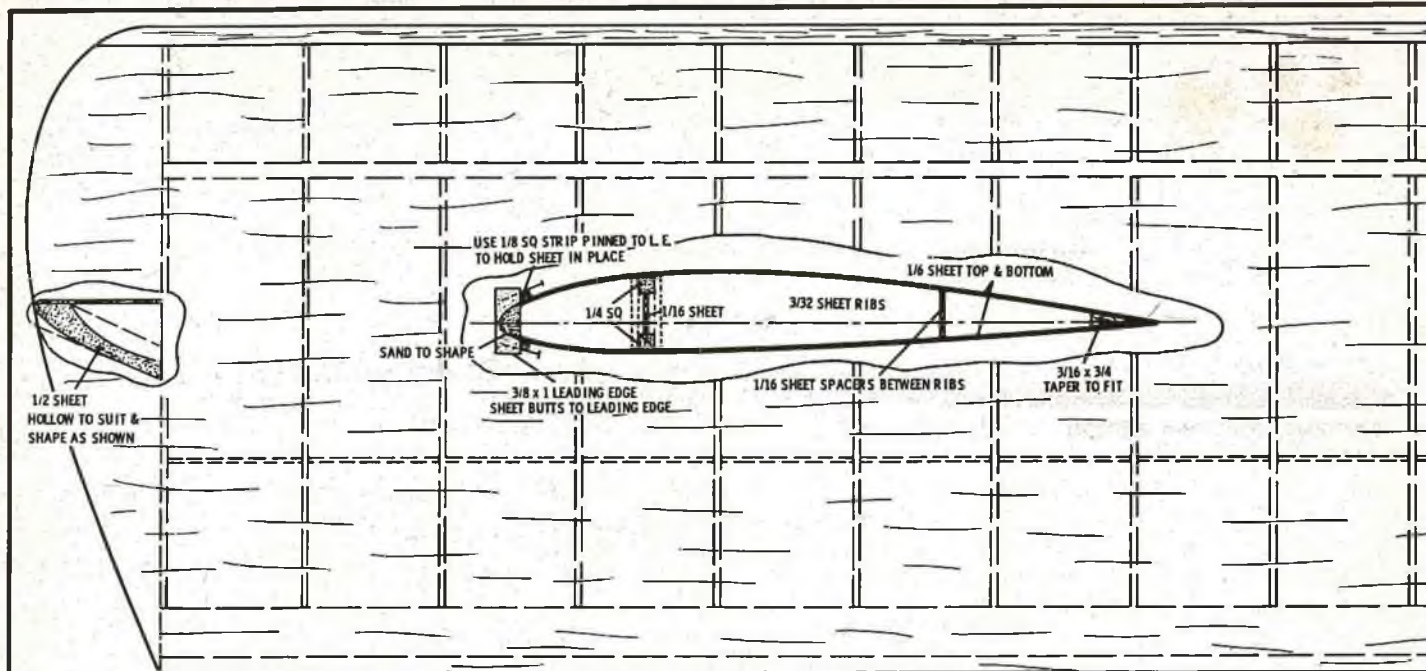 USE 1/8 SQ STRIP PINNED TO L.E.
TO HOLD SHEET IN PLACE
1/6 SHEET TOP & BOTTOM
3/32 SHEET RIBS
1/4 SQ
1/16 SHEET
SAND TO SHAPE
3/8 x 1 LEADING EDGE
SHEET BUTTS TO LEADING EDGE
1/16 SHEET SPACERS BETWEEN RIBS
3/16 x 3/4
TAPER TO FIT
1/2 SHEET
HOLLOW TO SUIT &
SHAPE AS SHOWN